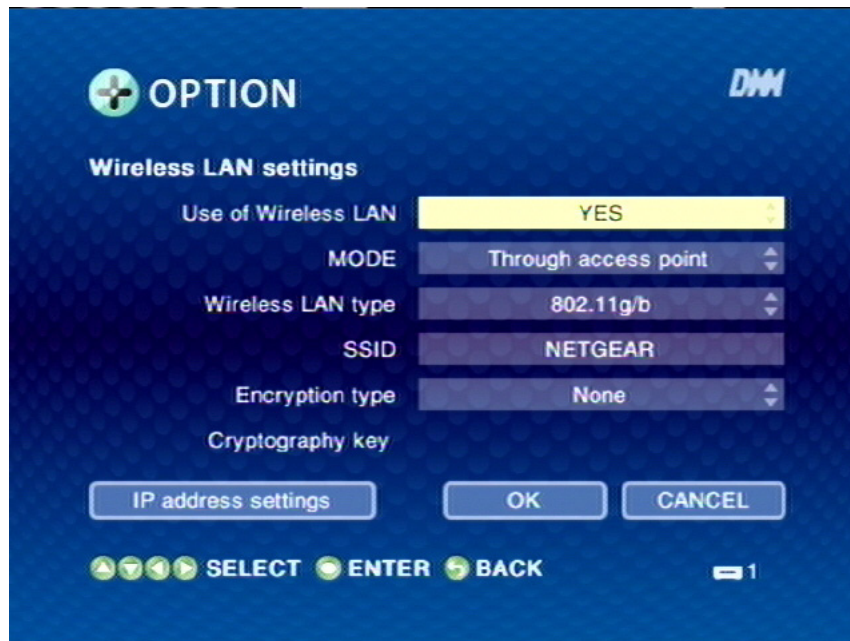 OPTION
DMM
Wireless LAN settings
Use of Wireless LAN YES
MODE Through access point
Wireless LAN type 802.11g/b
SSID NETGEAR
Encryption type None
Cryptography key
IP address settings OK CANCEL
SELECT ENTER BACK 1